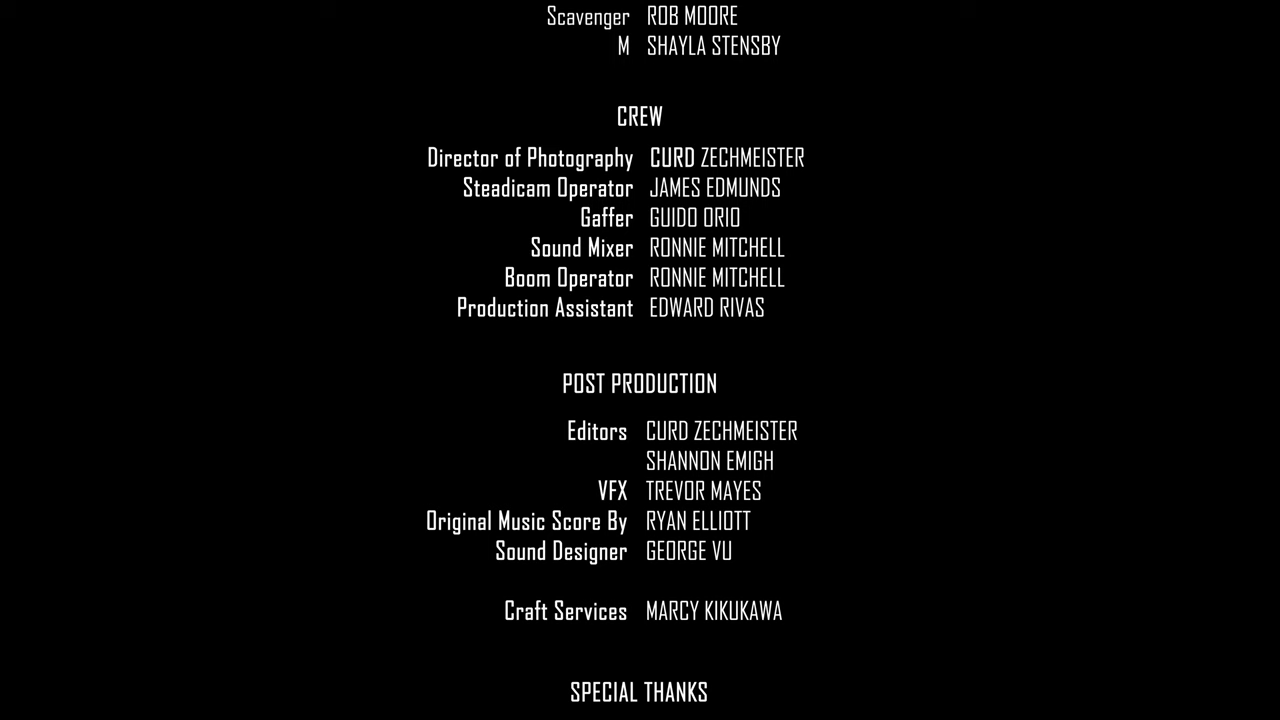 Scavenger ROB MOORE
M SHAYLA STENSBY
CREW
Director of Photography CURD ZECHMEISTER
Steadicam Operator JAMES EDMUNDS
Gaffer GUIDO ORIO
Sound Mixer RONNIE MITCHELL
Boom Operator RONNIE MITCHELL
Production Assistant EDWARD RIVAS
POST PRODUCTION
Editors CURD ZECHMEISTER
SHANNON EMIGH
VFX TREVOR MAYES
Original Music Score By RYAN ELLIOTT
Sound Designer GEORGE VU
Craft Services MARCY KIKUKAWA
SPECIAL THANKS